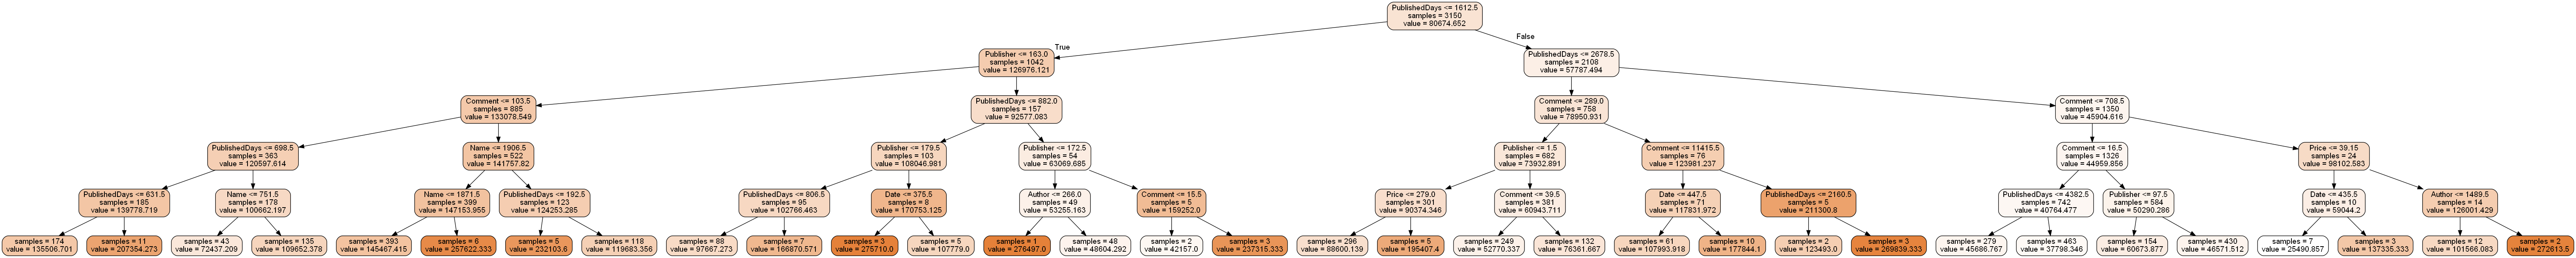 PublishedDays <= 1612.5
samples = 3150
value = 80674.652
True
False
Publisher <= 163.0
samples = 1042
value = 126976.121
PublishedDays <= 2678.5
samples = 2108
value = 57787.494
Comment <= 103.5
samples = 885
value = 133078.549
PublishedDays <= 882.0
samples = 157
value = 92577.083
Comment <= 289.0
samples = 758
value = 78950.931
Comment <= 708.5
samples = 1350
value = 45904.616
PublishedDays <= 698.5
samples = 363
value = 120597.614
Name <= 1906.5
samples = 522
value = 141757.82
Publisher <= 179.5
samples = 103
value = 108046.981
Publisher <= 172.5
samples = 54
value = 63069.685
Publisher <= 1.5
samples = 682
value = 73932.891
Comment <= 11415.5
samples = 76
value = 123981.237
Comment <= 16.5
samples = 1326
value = 44959.856
Price <= 39.15
samples = 24
value = 98102.583
PublishedDays <= 631.5
samples = 185
value = 139778.719
Name <= 751.5
samples = 178
value = 100662.197
Name <= 1871.5
samples = 399
value = 147153.955
PublishedDays <= 192.5
samples = 123
value = 124253.285
PublishedDays <= 806.5
samples = 95
value = 102766.463
Date <= 375.5
samples = 8
value = 170753.125
Author <= 266.0
samples = 49
value = 53255.163
Comment <= 15.5
samples = 5
value = 159252.0
Price <= 279.0
samples = 301
value = 90374.346
Comment <= 39.5
samples = 381
value = 60943.711
Date <= 447.5
samples = 71
value = 117831.972
PublishedDays <= 2160.5
samples = 5
value = 211300.8
PublishedDays <= 4382.5
samples = 742
value = 40764.477
Publisher <= 97.5
samples = 584
value = 50290.286
Date <= 435.5
samples = 10
value = 59044.2
Author <= 1489.5
samples = 14
value = 126001.429
samples = 174
value = 135506.701
samples = 11
value = 207354.273
samples = 43
value = 72437.209
samples = 135
value = 109652.378
samples = 393
value = 145467.415
samples = 6
value = 257622.333
samples = 5
value = 232103.6
samples = 118
value = 119683.356
samples = 88
value = 97667.273
samples = 7
value = 166870.571
samples = 3
value = 275710.0
samples = 5
value = 107779.0
samples = 1
value = 276497.0
samples = 48
value = 48604.292
samples = 2
value = 42157.0
samples = 3
value = 237315.333
samples = 296
value = 88600.139
samples = 5
value = 195407.4
samples = 249
value = 52770.337
samples = 132
value = 76361.667
samples = 61
value = 107993.918
samples = 10
value = 177844.1
samples = 2
value = 123493.0
samples = 3
value = 269839.333
samples = 279
value = 45686.767
samples = 463
value = 37798.346
samples = 154
value = 60673.877
samples = 430
value = 46571.512
samples = 7
value = 25490.857
samples = 3
value = 137335.333
samples = 12
value = 101566.083
samples = 2
value = 272613.5